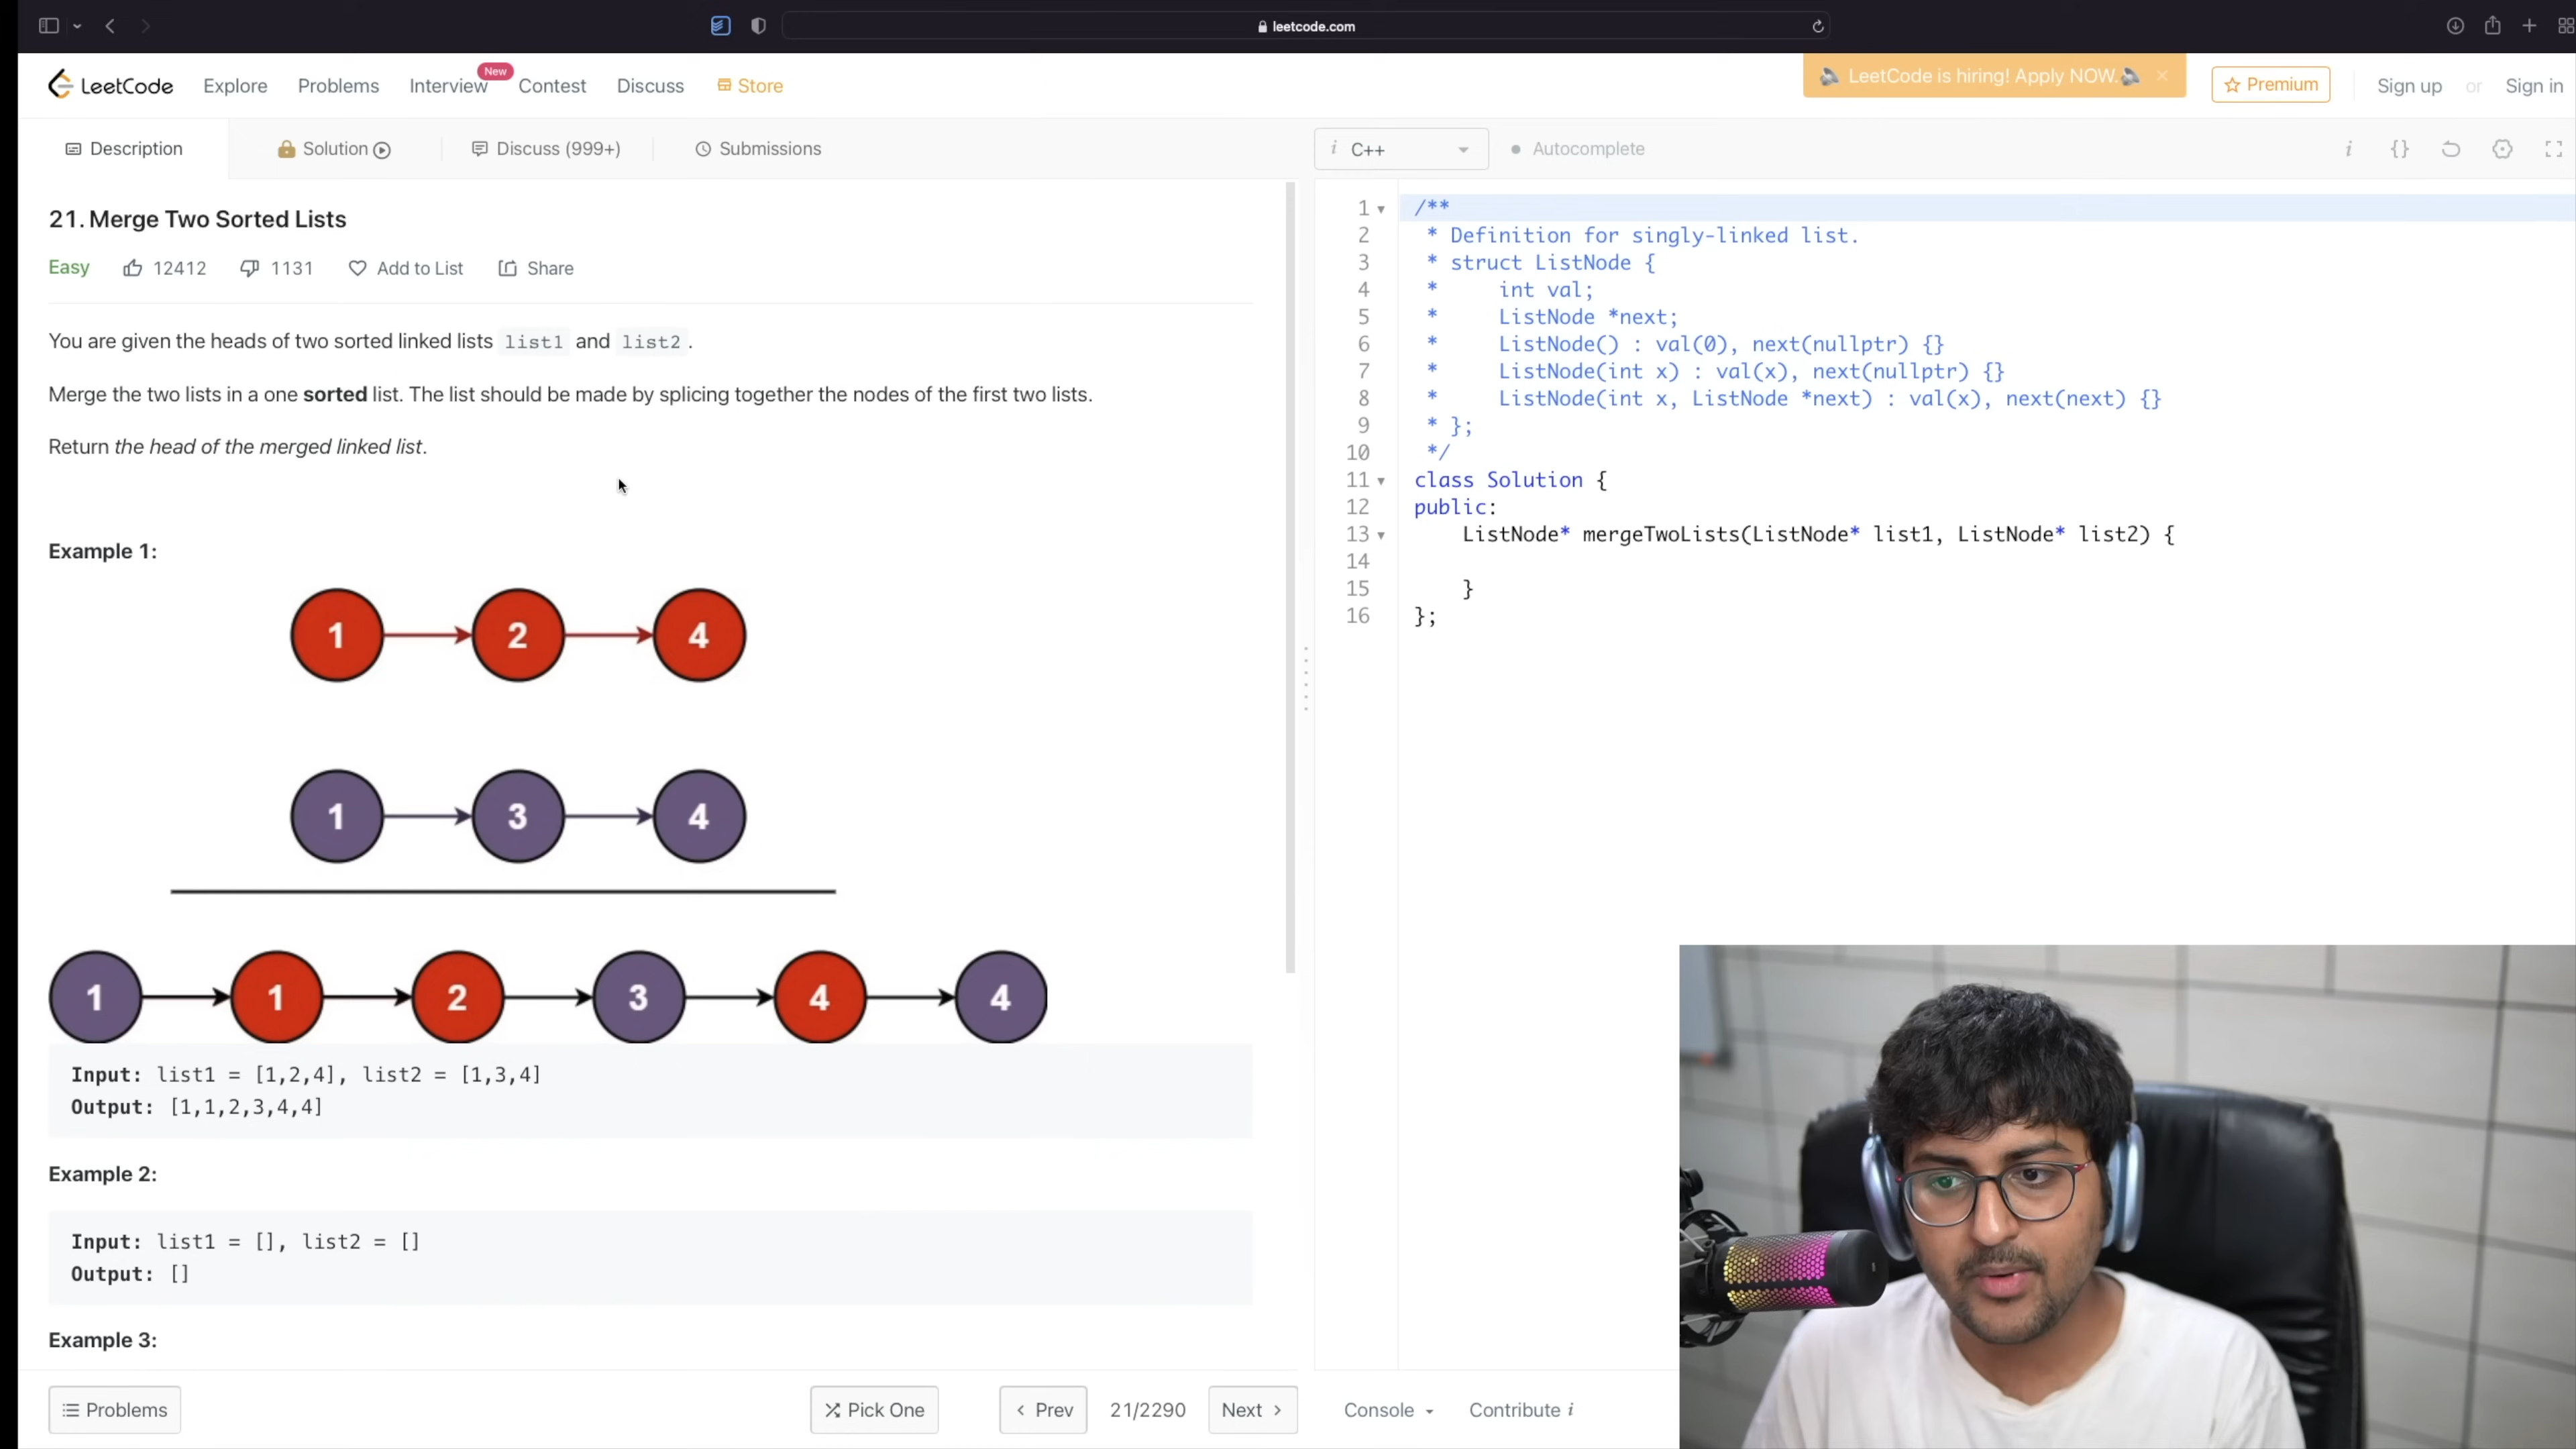 leetcode.com
LeetCode Explore Problems Interview New Contest Discuss Store LeetCode is hiring! Apply NOW. Premium Sign up or Sign in
Description Solution Discuss (999+) Submissions
i C++ Autocomplete i {}
21. Merge Two Sorted Lists
Easy 12412 1131 Add to List Share
You are given the heads of two sorted linked lists list1 and list2 .
Merge the two lists in a one sorted list. The list should be made by splicing together the nodes of the first two lists.
Return the head of the merged linked list.
Example 1:
1 2 4
1 3 4
1 1 2 3 4 4
Input: list1 = [1,2,4], list2 = [1,3,4]
Output: [1,1,2,3,4,4]
Example 2:
Input: list1 = [], list2 = []
Output: []
Example 3:
Problems Pick One Prev 21/2290 Next
1 /**
2 * Definition for singly-linked list.
3 * struct ListNode {
4 * int val;
5 * ListNode *next;
6 * ListNode() : val(0), next(nullptr) {}
7 * ListNode(int x) : val(x), next(nullptr) {}
8 * ListNode(int x, ListNode *next) : val(x), next(next) {}
9 * };
10 */
11 class Solution {
12 public:
13 ListNode* mergeTwoLists(ListNode* list1, ListNode* list2) {
14
15 }
16 };
Console Contribute i